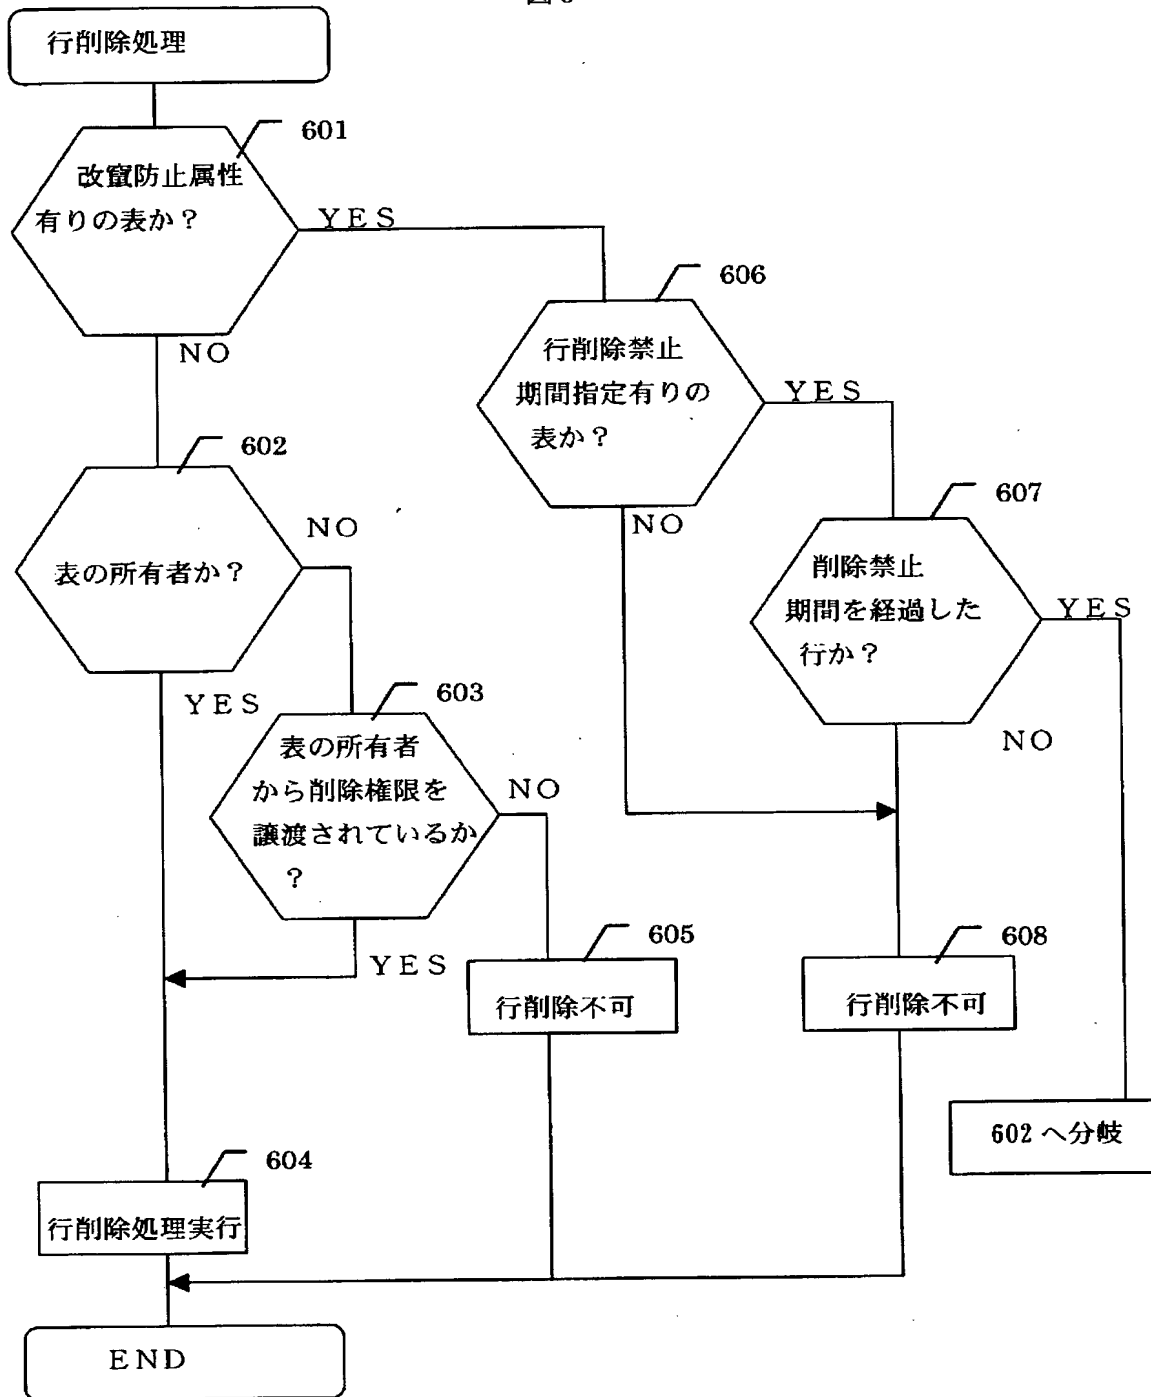 行削除処理
601
改竄防止属性
有りの表か？
YES
NO
606
行削除禁止
期間指定有りの
表か？
YES
NO
602
表の所有者か？
NO
YES
607
削除禁止
期間を経過した
行か？
YES
NO
603
表の所有者
から削除権限を
譲渡されているか
？
NO
YES
605
行削除不可
608
行削除不可
602へ分岐
604
行削除処理実行
END